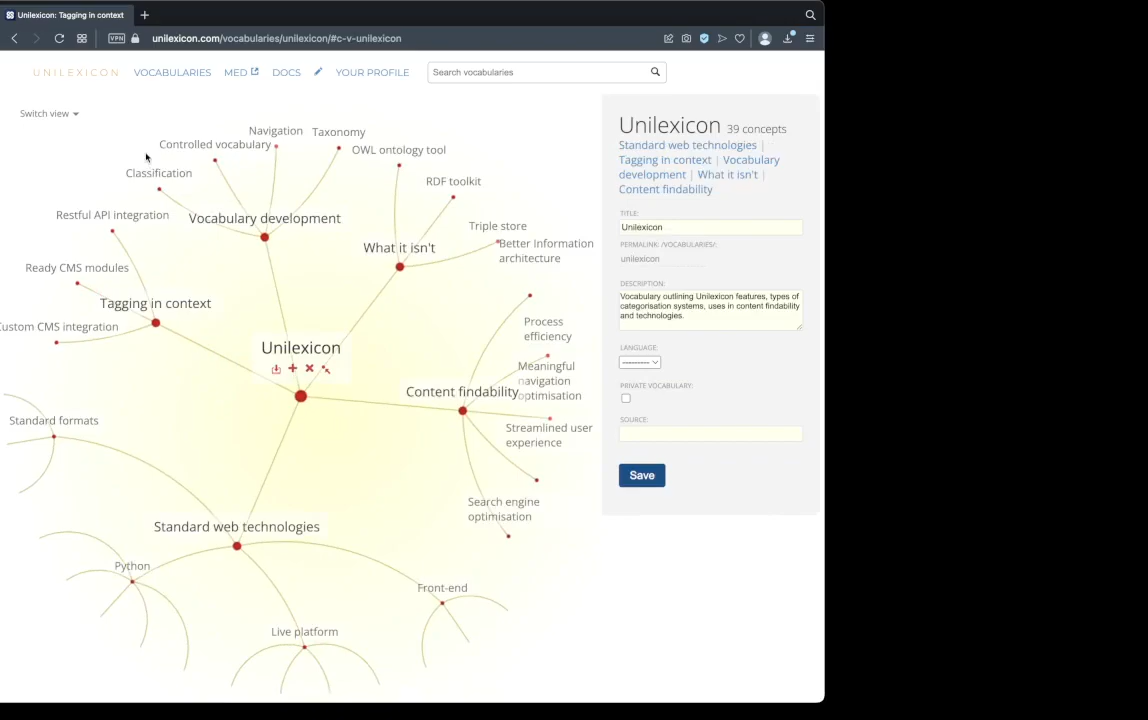 Unilexicon: Tagging in context
VPN
unilexicon.com/vocabularies/unilexicon/#c-v-unilexicon
UNILEXICON
VOCABULARIES
MED
DOCS
YOUR PROFILE
Search vocabularies
Switch view
Navigation
Taxonomy
Controlled vocabulary
OWL ontology tool
Classification
RDF toolkit
Restful API integration
Vocabulary development
Triple store
What it isn't
Better Information
architecture
Ready CMS modules
Tagging in context
Custom CMS integration
Process
efficiency
Unilexicon
Meaningful
navigation
optimisation
Content findability
Standard formats
Streamlined user
experience
Search engine
optimisation
Standard web technologies
Python
Front-end
Live platform
Unilexicon 39 concepts
Standard web technologies |
Tagging in context | Vocabulary
development | What it isn't |
Content findability
TITLE:
Unilexicon
PERMALINK: /VOCABULARIES/:
unilexicon
DESCRIPTION:
Vocabulary outlining Unilexicon features, types of
categorisation systems, uses in content findability
and technologies.
LANGUAGE:
---------
PRIVATE VOCABULARY:
SOURCE:
Save